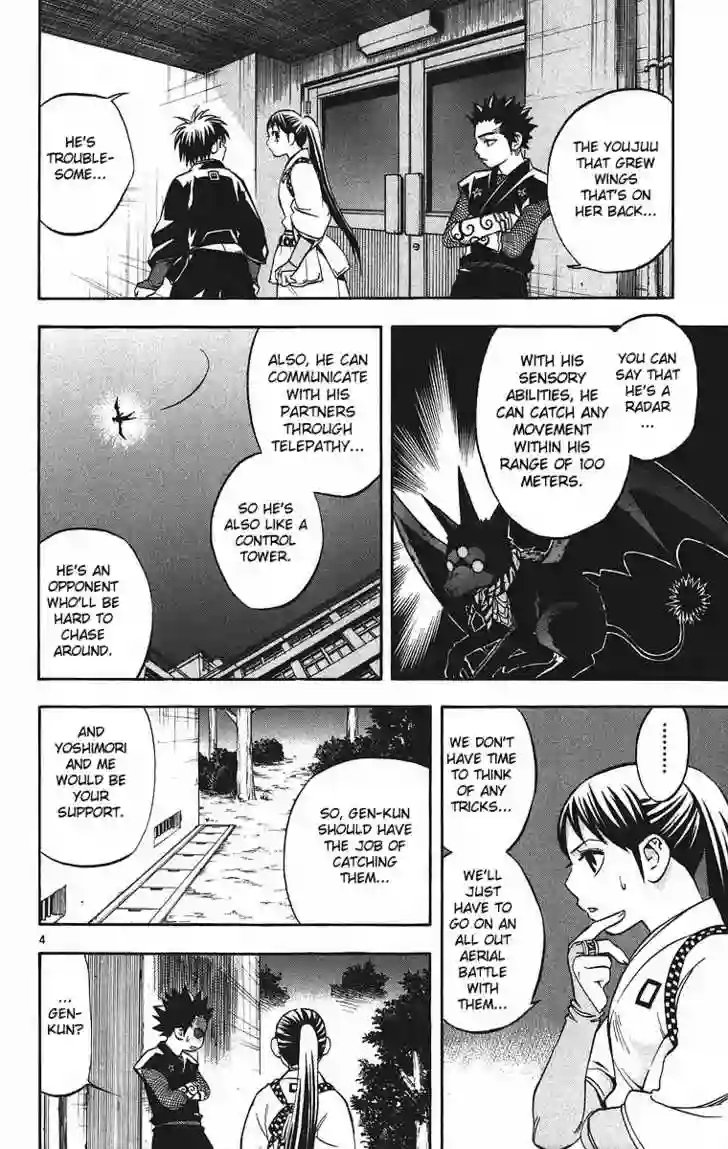 THE YOUJUU
THAT GREW
WINGS
THAT'S ON
HER BACK...
HE'S
TROUBLE-
SOME...
YOU CAN
SAY THAT
HE'S A
RADAR
...
WITH HIS
SENSORY
ABILITIES, HE
CAN CATCH ANY
MOVEMENT
WITHIN HIS
RANGE OF 100
METERS.
ALSO, HE CAN
COMMUNICATE
WITH HIS
PARTNERS
THROUGH
TELEPATHY...
SO HE'S
ALSO LIKE A
CONTROL
TOWER.
HE'S AN
OPPONENT
WHO'LL BE
HARD TO
CHASE
AROUND.
.........
WE DON'T
HAVE TIME
TO THINK
OF ANY
TRICKS...
WE'LL
JUST
HAVE TO
GO ON AN
ALL OUT
AERIAL
BATTLE
WITH
THEM...
SO, GEN-KUN
SHOULD HAVE
THE JOB OF
CATCHING
THEM...
AND
YOSHIMORI
AND ME
WOULD BE
YOUR
SUPPORT.
4
...
GEN-
KUN?